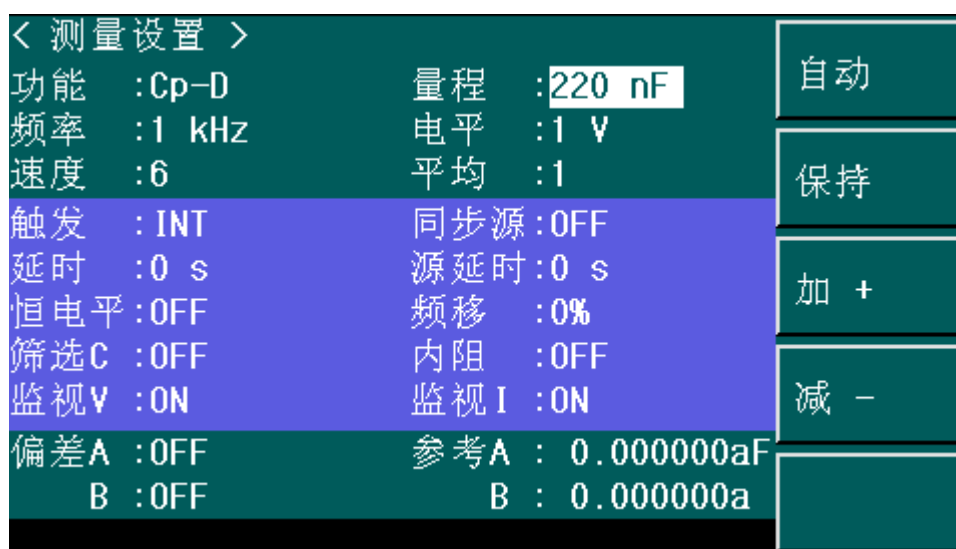 < 测量设置 >
功能 :Cp-D 量程 :220 nF
频率 :1 kHz 电平 :1 V
速度 :6 平均 :1
触发 :INT 同步源:OFF
延时 :0 s 源延时:0 s
恒电平:OFF 频移 :0%
筛选C :OFF 内阻 :OFF
监视V :ON 监视I :ON
偏差A :OFF 参考A : 0.000000aF
B :OFF B : 0.000000a
自动
保持
加 +
减 -